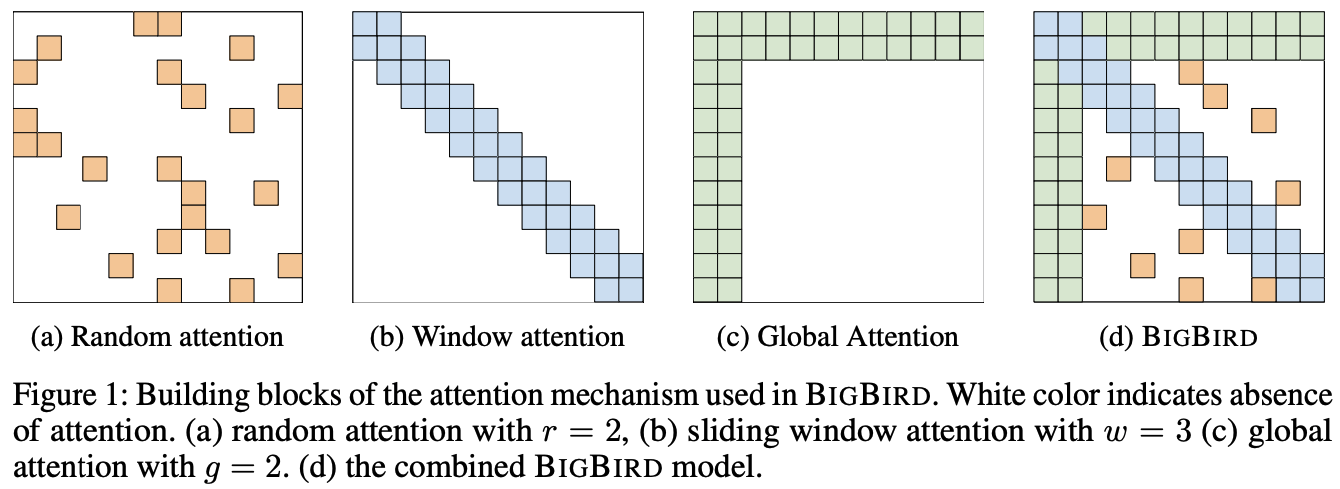 (a) Random attention
(b) Window attention
(c) Global Attention
(d) BIGBIRD
Figure 1: Building blocks of the attention mechanism used in BIGBIRD. White color indicates absence
of attention. (a) random attention with r = 2, (b) sliding window attention with w = 3 (c) global
attention with g = 2. (d) the combined BIGBIRD model.